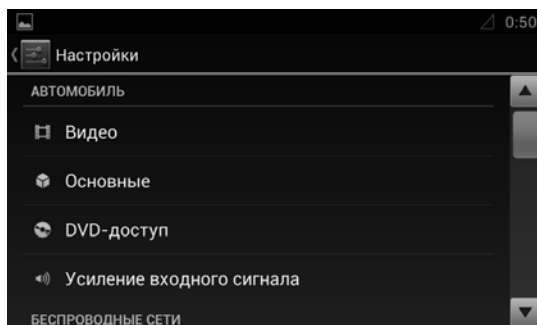 0:50
Настройки
АВТОМОБИЛЬ
Видео
Основные
DVD-доступ
Усиление входного сигнала
БЕСПРОВОДНЫЕ СЕТИ